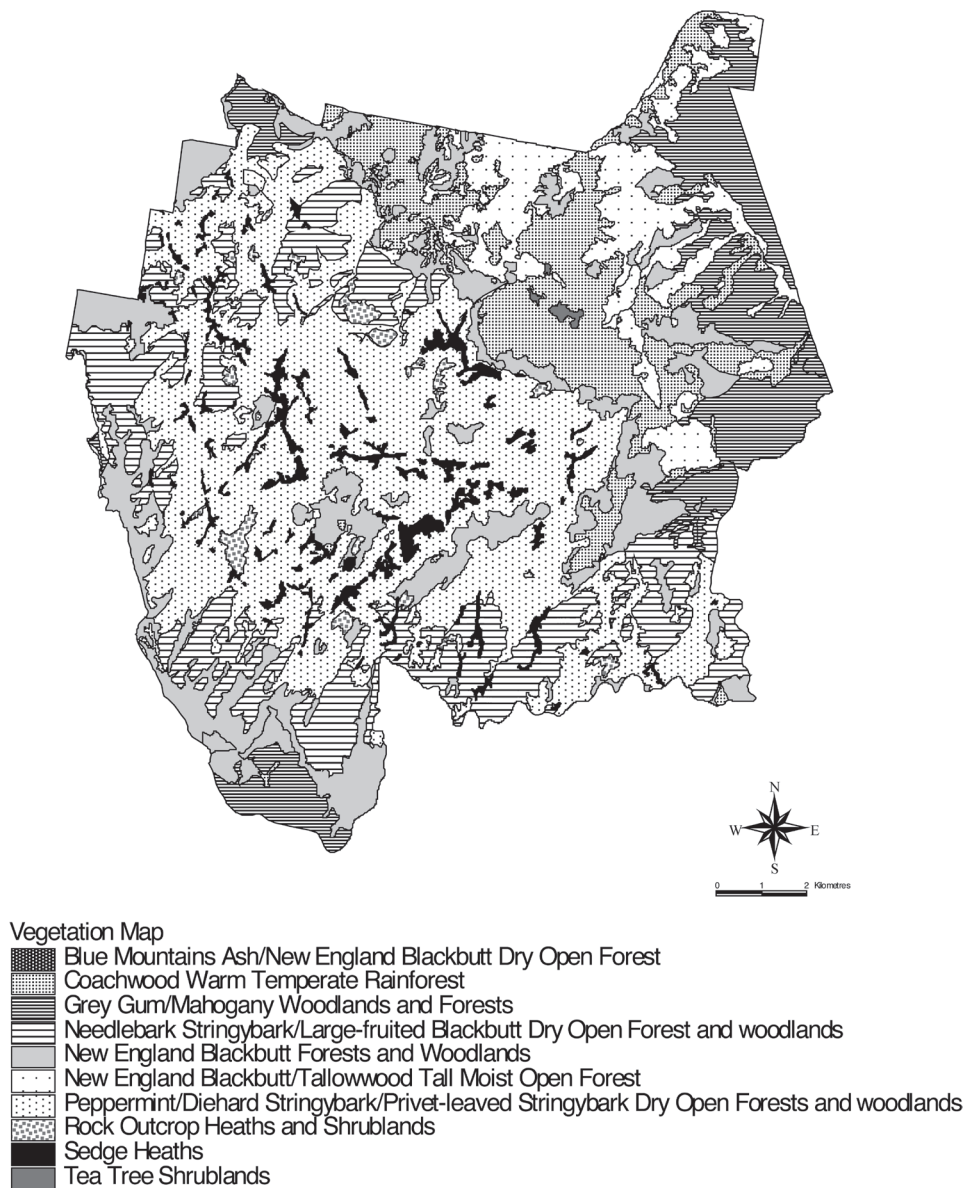 N
W E
S
0 1 2 Kilometres
Vegetation Map
Blue Mountains Ash/New England Blackbutt Dry Open Forest
Coachwood Warm Temperate Rainforest
Grey Gum/Mahogany Woodlands and Forests
Needlebark Stringybark/Large-fruited Blackbutt Dry Open Forest and woodlands
New England Blackbutt Forests and Woodlands
New England Blackbutt/Tallowwood Tall Moist Open Forest
Peppermint/Diehard Stringybark/Privet-leaved Stringybark Dry Open Forests and woodlands
Rock Outcrop Heaths and Shrublands
Sedge Heaths
Tea Tree Shrublands